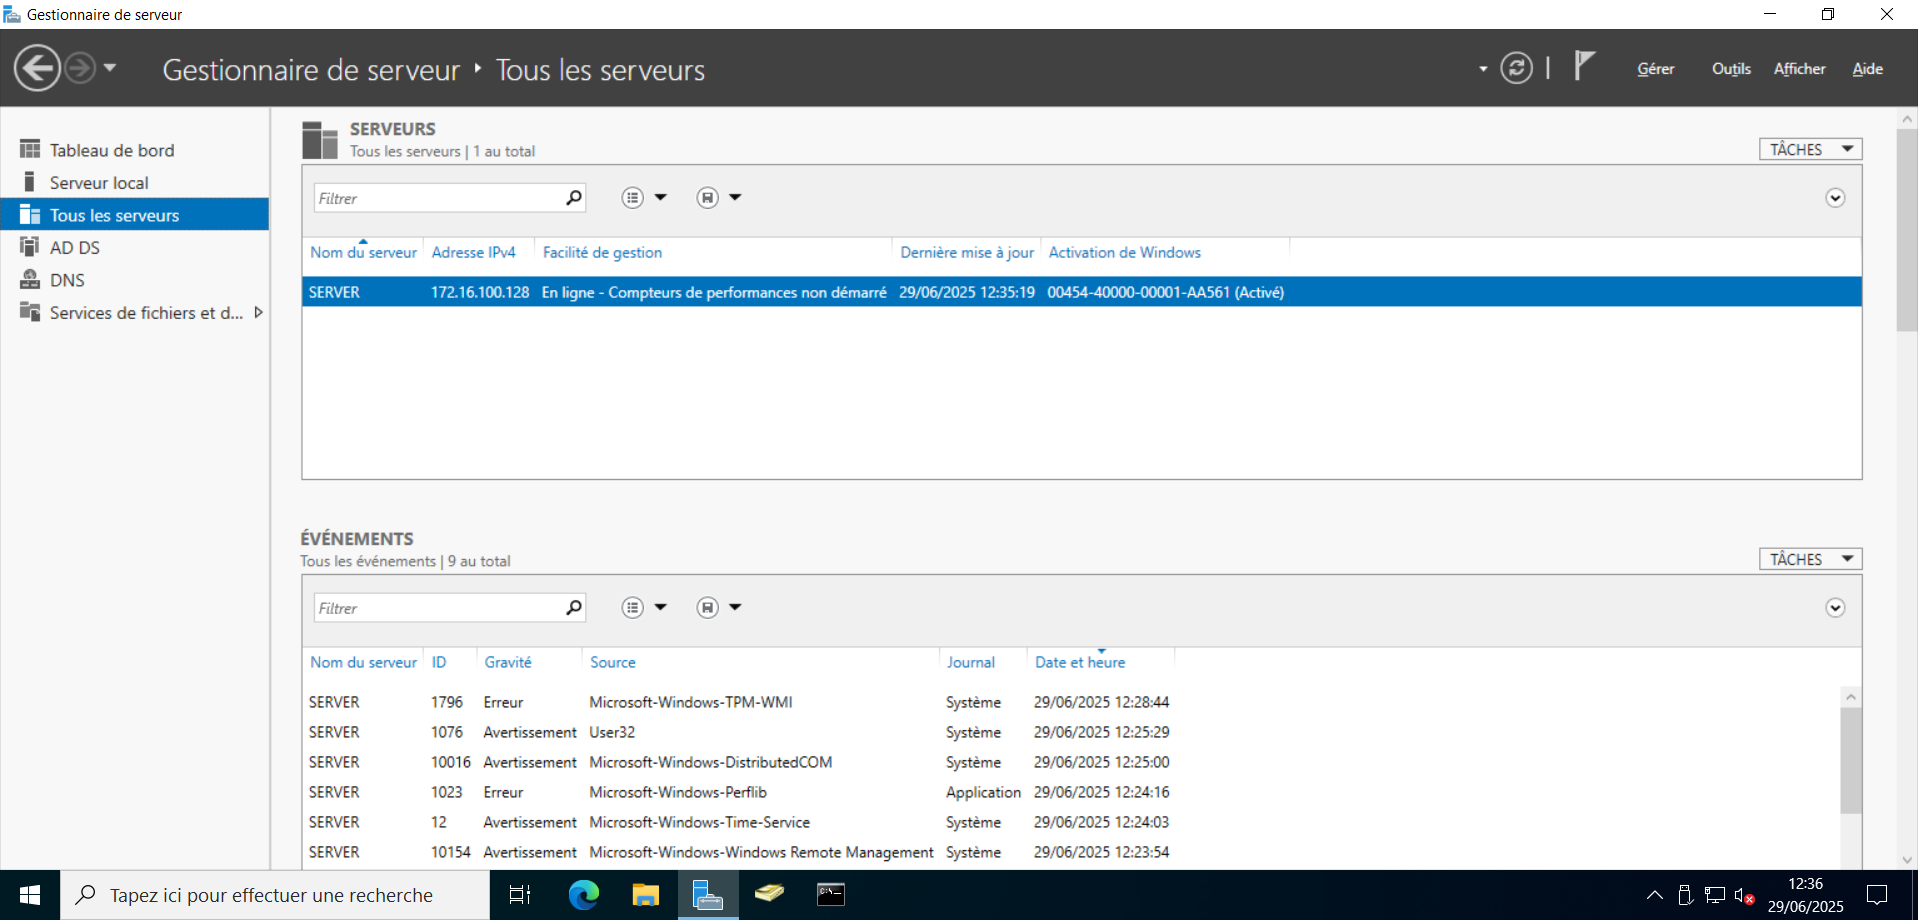 Gestionnaire de serveur
Gestionnaire de serveur Tous les serveurs
Gérer Outils Afficher Aide
Tableau de bord
Serveur local
Tous les serveurs
AD DS
DNS
Services de fichiers et d...
SERVEURS
Tous les serveurs | 1 au total
TÂCHES
Filtrer
Nom du serveur Adresse IPv4 Facilité de gestion Dernière mise à jour Activation de Windows
SERVER 172.16.100.128 En ligne - Compteurs de performances non démarré 29/06/2025 12:35:19 00454-40000-00001-AA561 (Activé)
ÉVÉNEMENTS
Tous les événements | 9 au total
TÂCHES
Filtrer
Nom du serveur ID Gravité Source Journal Date et heure
SERVER 1796 Erreur Microsoft-Windows-TPM-WMI Système 29/06/2025 12:28:44
SERVER 1076 Avertissement User32 Système 29/06/2025 12:25:29
SERVER 10016 Avertissement Microsoft-Windows-DistributedCOM Système 29/06/2025 12:25:00
SERVER 1023 Erreur Microsoft-Windows-Perflib Application 29/06/2025 12:24:16
SERVER 12 Avertissement Microsoft-Windows-Time-Service Système 29/06/2025 12:24:03
SERVER 10154 Avertissement Microsoft-Windows-Windows Remote Management Système 29/06/2025 12:23:54
Tapez ici pour effectuer une recherche
12:36
29/06/2025